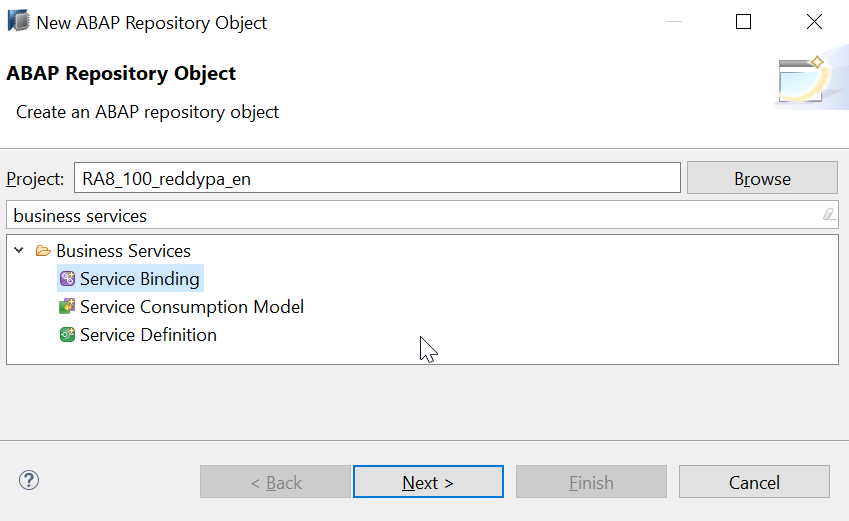 New ABAP Repository Object
ABAP Repository Object
Create an ABAP repository object
Project: RA8_100_reddypa_en Browse
business services
Business Services
Service Binding
Service Consumption Model
Service Definition
? < Back Next > Finish Cancel